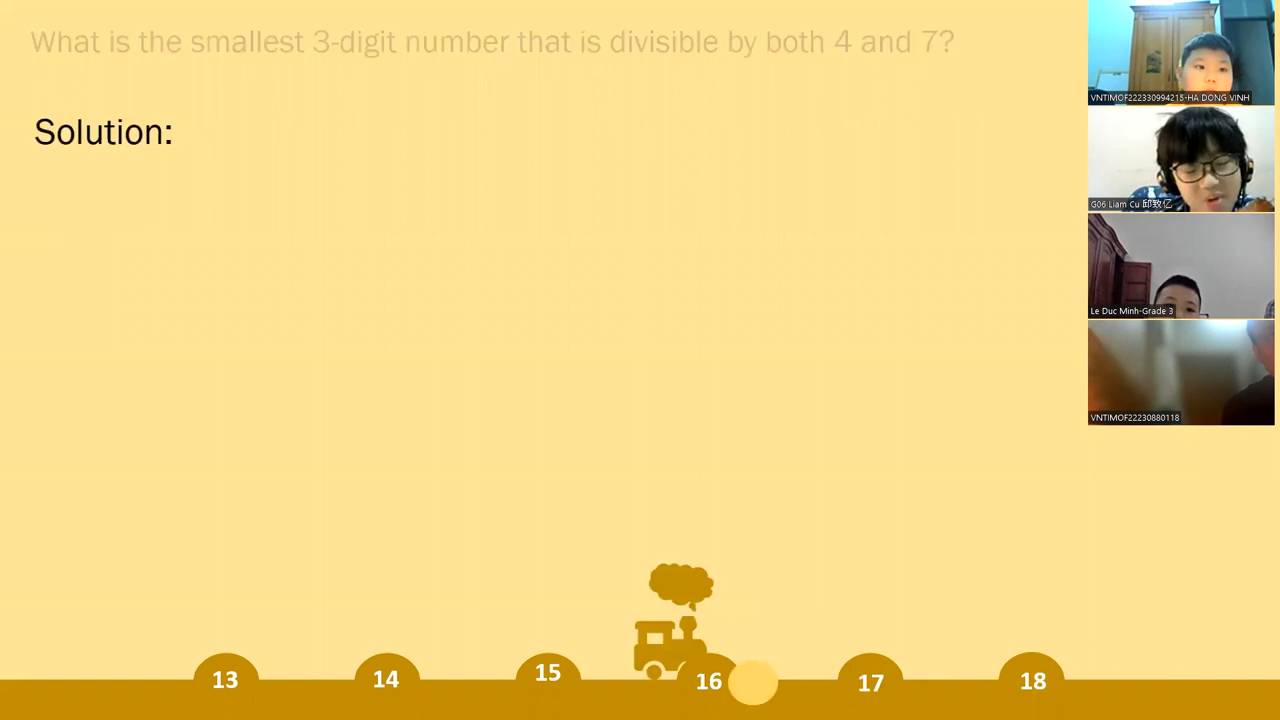 What is the smallest 3-digit number that is divisible by both 4 and 7?
Solution:
VNTIMOF222330994215-HA DONG VINH
G06 Liam Cu 邱致亿
Le Duc Minh-Grade 3
VNTIMOF22230880118
13
14
15
16
17
18